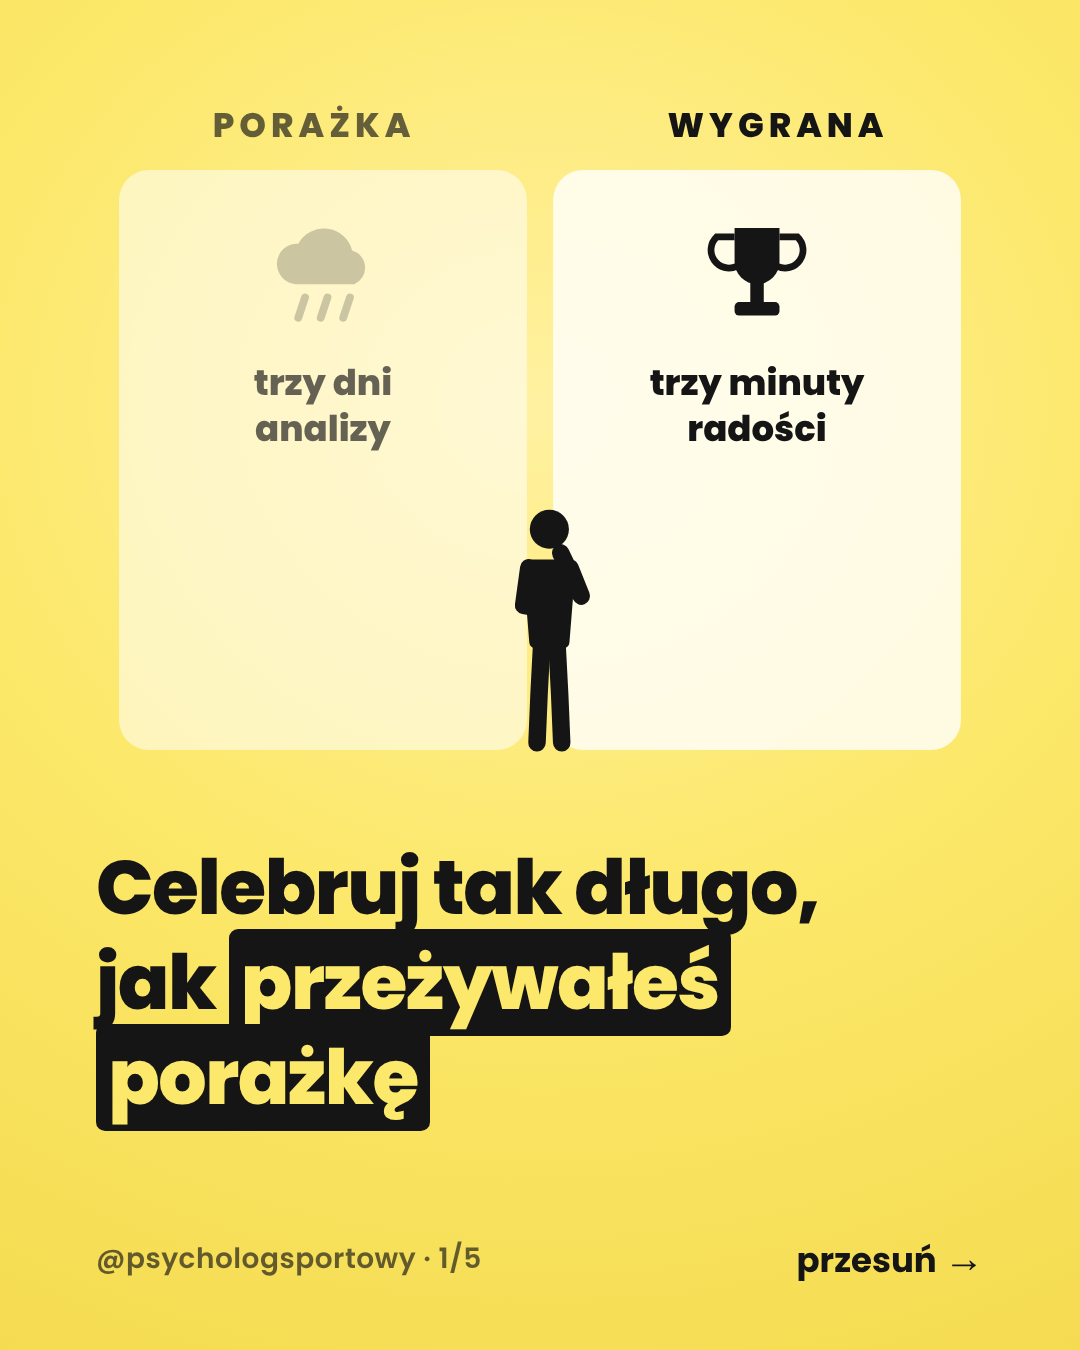 PORAŻKA
WYGRANA
trzy dni
analizy
trzy minuty
radości
Celebruj tak długo,
jak przeżywałeś
porażkę
@psychologsportowy · 1/5
przesuń →